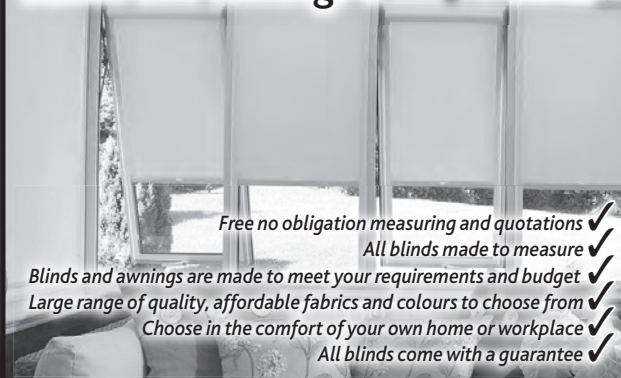 Free no obligation measuring and quotations ✓
All blinds made to measure ✓
Blinds and awnings are made to meet your requirements and budget ✓
Large range of quality, affordable fabrics and colours to choose from ✓
Choose in the comfort of your own home or workplace ✓
All blinds come with a guarantee ✓